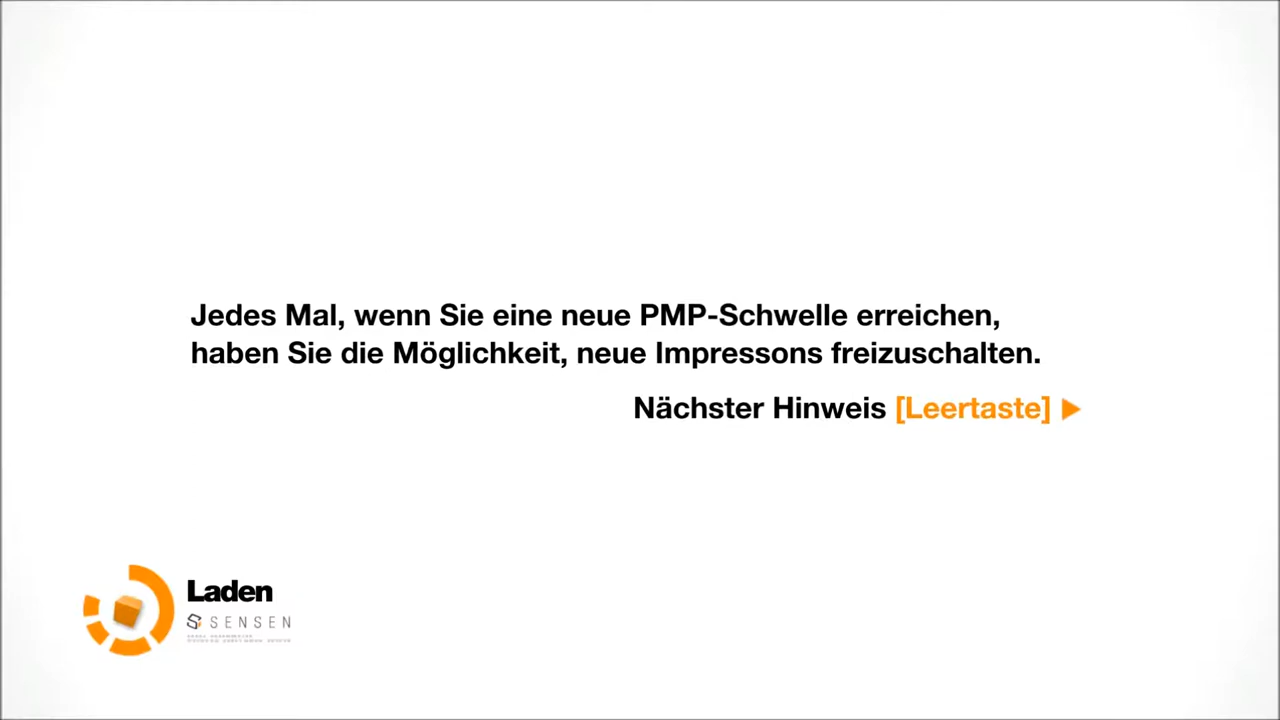 Jedes Mal, wenn Sie eine neue PMP-Schwelle erreichen,
haben Sie die Möglichkeit, neue Impressons freizuschalten.
Nächster Hinweis [Leertaste]
Laden
SENSEN